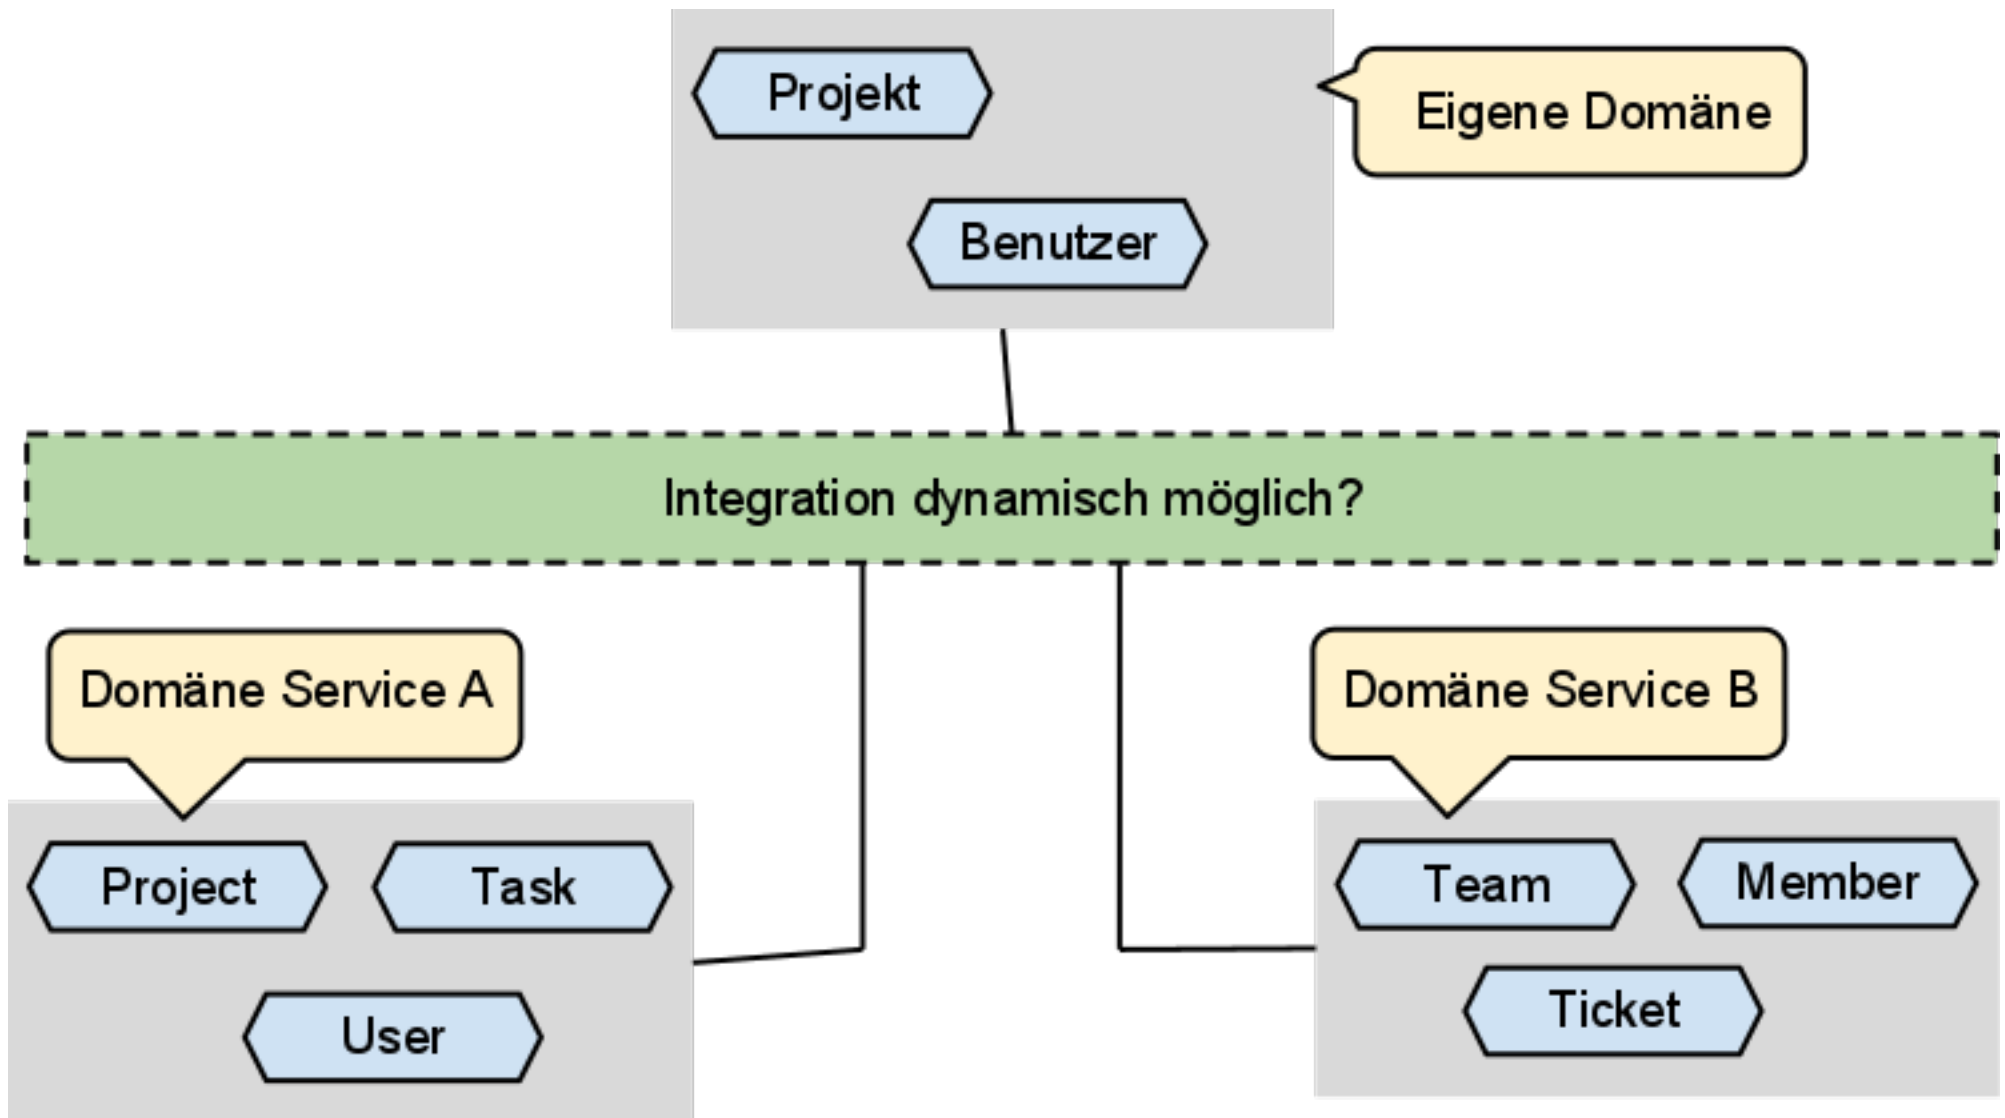 Projekt
Eigene Domäne
Benutzer
Integration dynamisch möglich?
Domäne Service A
Domäne Service B
Project
Task
User
Team
Member
Ticket